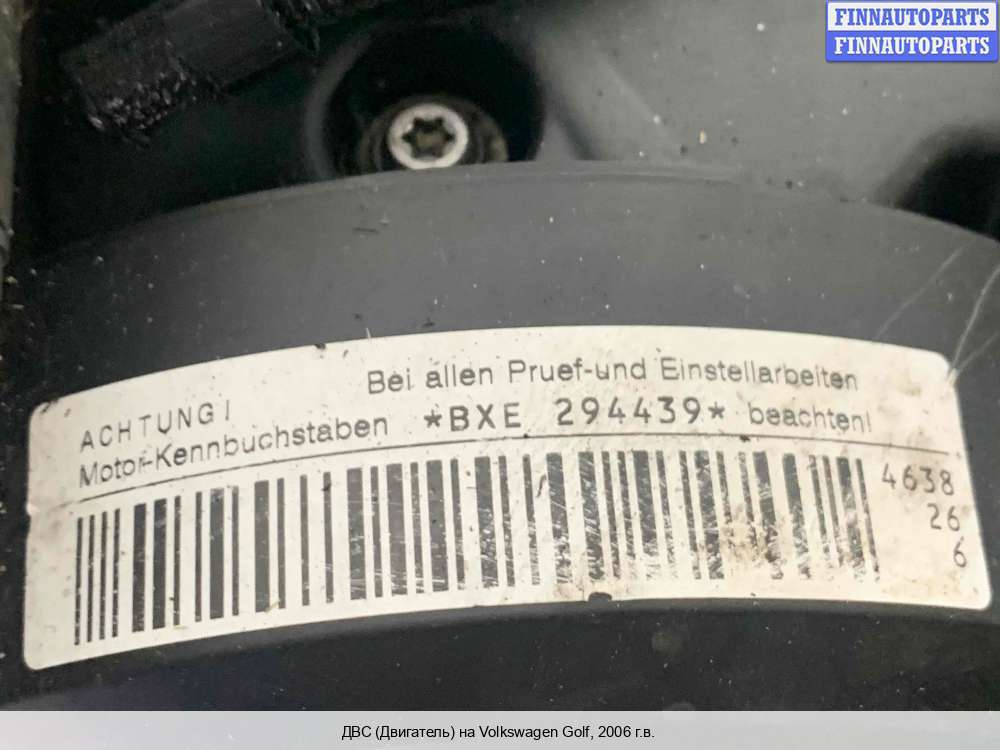 FINNAUTOPARTS
FINNAUTOPARTS
ACHTUNG! Bei allen Pruef-und Einstellarbeiten
Motor-Kennbuchstaben *BXE 294439* beachten!
4638
26
6
ДВС (Двигатель) на Volkswagen Golf, 2006 г.в.